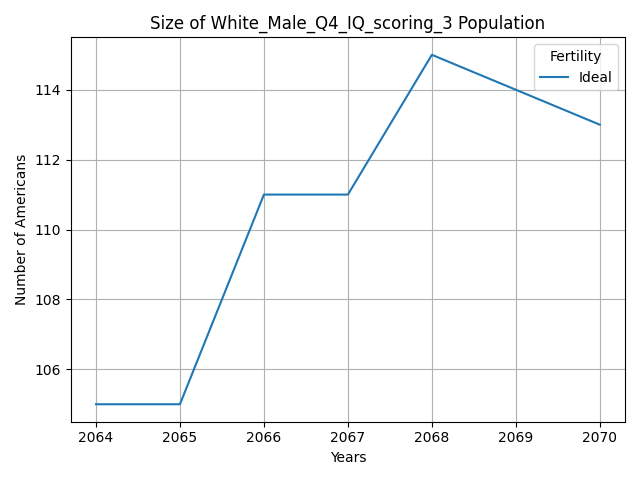 Size of White_Male_Q4_IQ_scoring_3 Population
Fertility
Ideal
Number of Americans
114
112
110
108
106
2064 2065 2066 2067 2068 2069 2070
Years